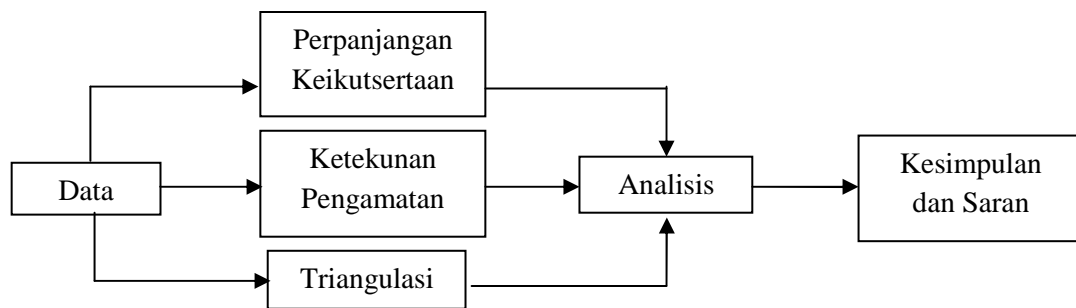 Perpanjangan
Keikutsertaan
Data
Ketekunan
Pengamatan
Triangulasi
Analisis
Kesimpulan
dan Saran